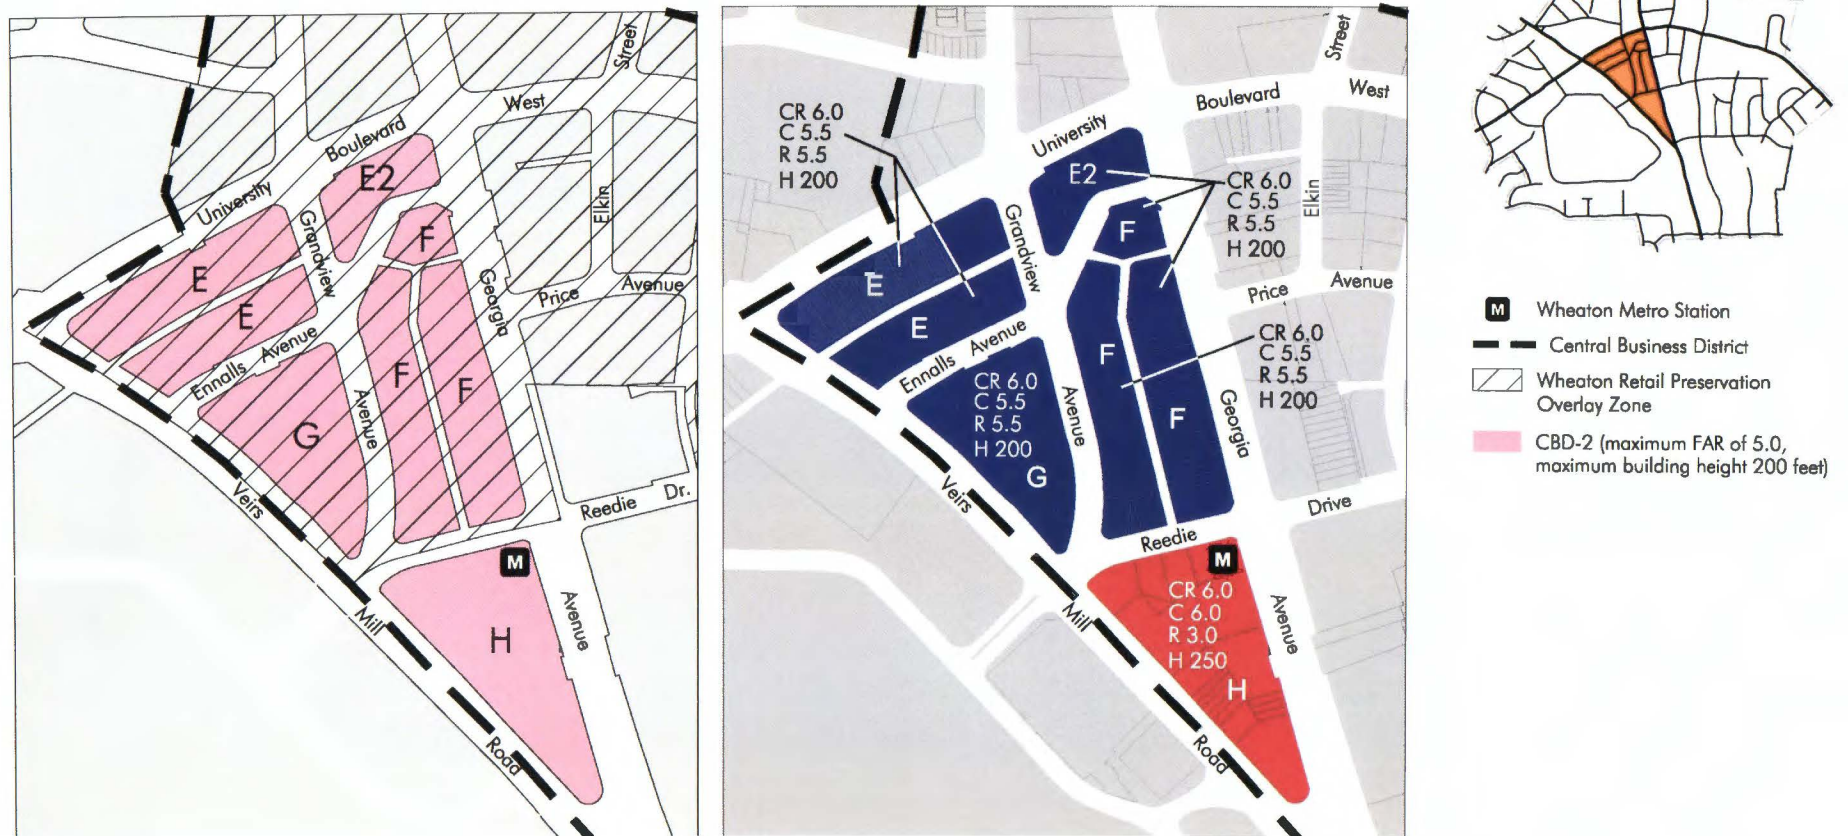 Street
West
Boulevard
E2
University
Grandview
Elkin
F
E
E
Georgia
Price
Avenue
Ennalls
Avenue
F
F
Avenue
G
Veirs
Reedie
Dr.
M
Mill
H
Avenue
Road
Street
West
Boulevard
CR 6.0
C 5.5
R 5.5
H 200
University
E2
CR 6.0
C 5.5
R 5.5
H 200
Elkin
Grandview
F
E
Price
Avenue
E
Avenue
Ennalls
CR 6.0
C 5.5
R 5.5
H 200
F
CR 6.0
C 5.5
R 5.5
H 200
Avenue
F
Georgia
G
Veirs
Drive
Reedie
M
CR 6.0
C 6.0
R 3.0
H 250
Mill
Avenue
H
Road
M Wheaton Metro Station
Central Business District
Wheaton Retail Preservation
Overlay Zone
CBD-2 (maximum FAR of 5.0,
maximum building height 200 feet)